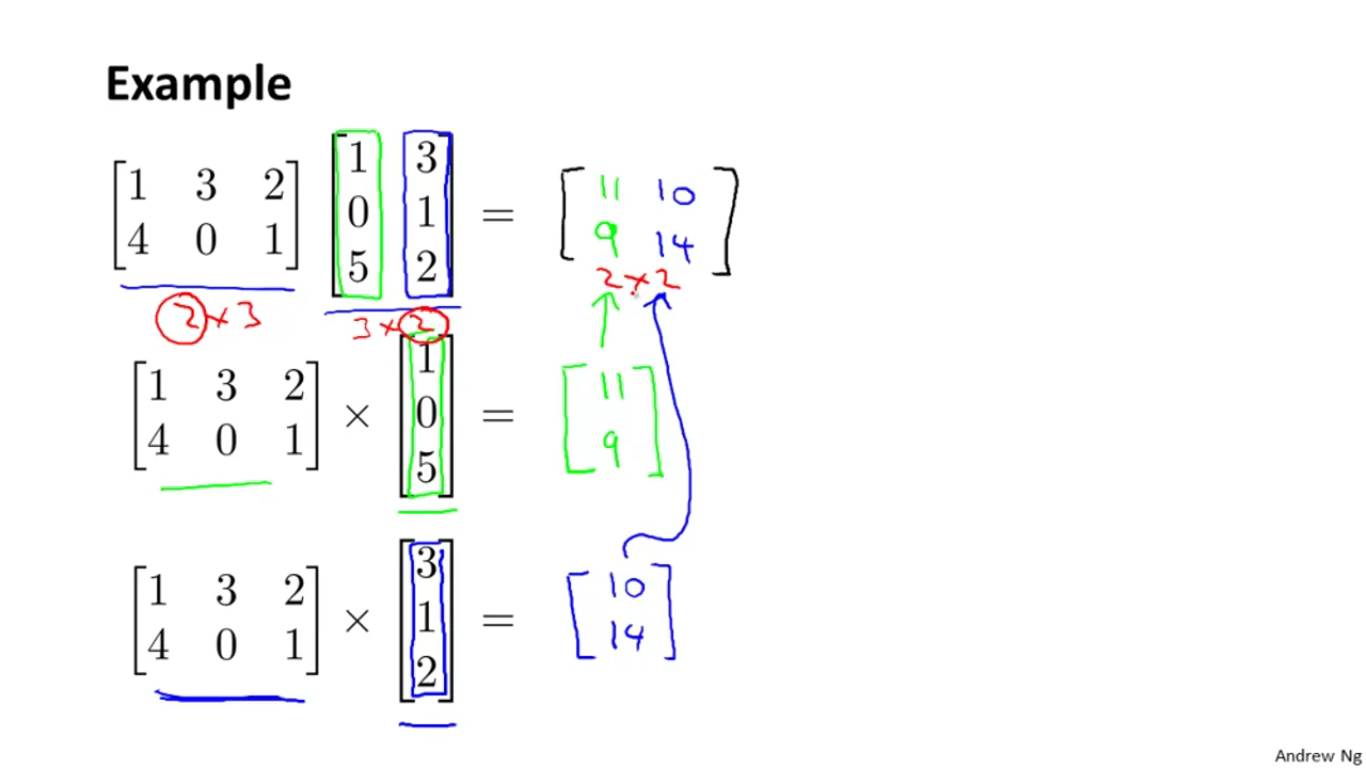 Example
[1 3 2; 4 0 1] [1 3; 0 1; 5 2] = [11 10; 9 14]
2×3 3×2 2×2
[1 3 2; 4 0 1] × [1; 0; 5] = [11; 9]
[1 3 2; 4 0 1] × [3; 1; 2] = [10; 14]
Andrew Ng